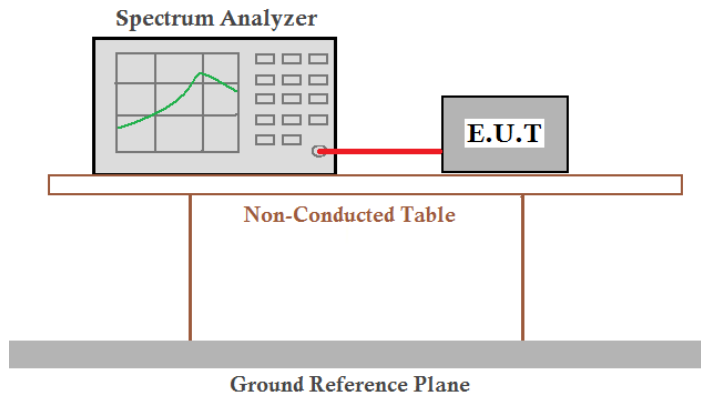 Spectrum Analyzer
E.U.T
Non-Conducted Table
Ground Reference Plane